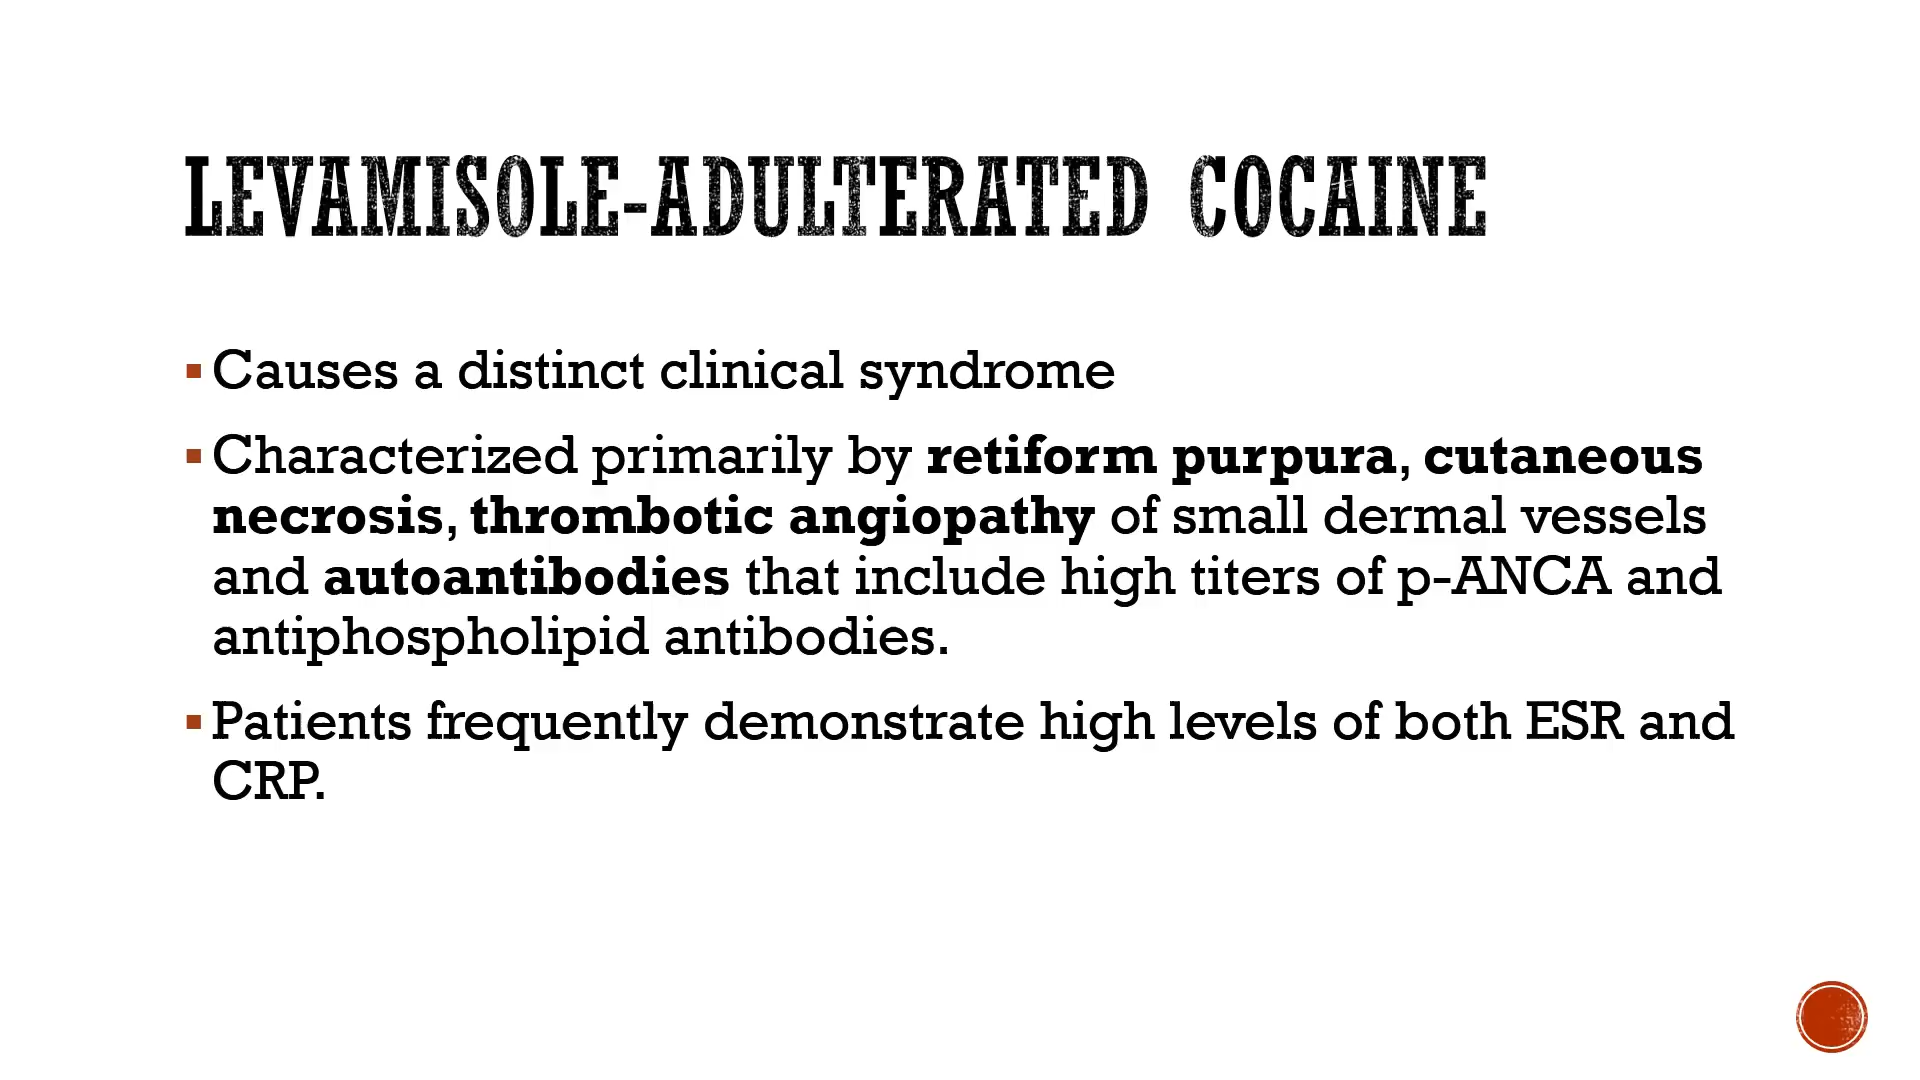 LEVAMISOLE-ADULTERATED COCAINE
▪Causes a distinct clinical syndrome
▪Characterized primarily by retiform purpura, cutaneous
necrosis, thrombotic angiopathy of small dermal vessels
and autoantibodies that include high titers of p-ANCA and
antiphospholipid antibodies.
▪Patients frequently demonstrate high levels of both ESR and
CRP.